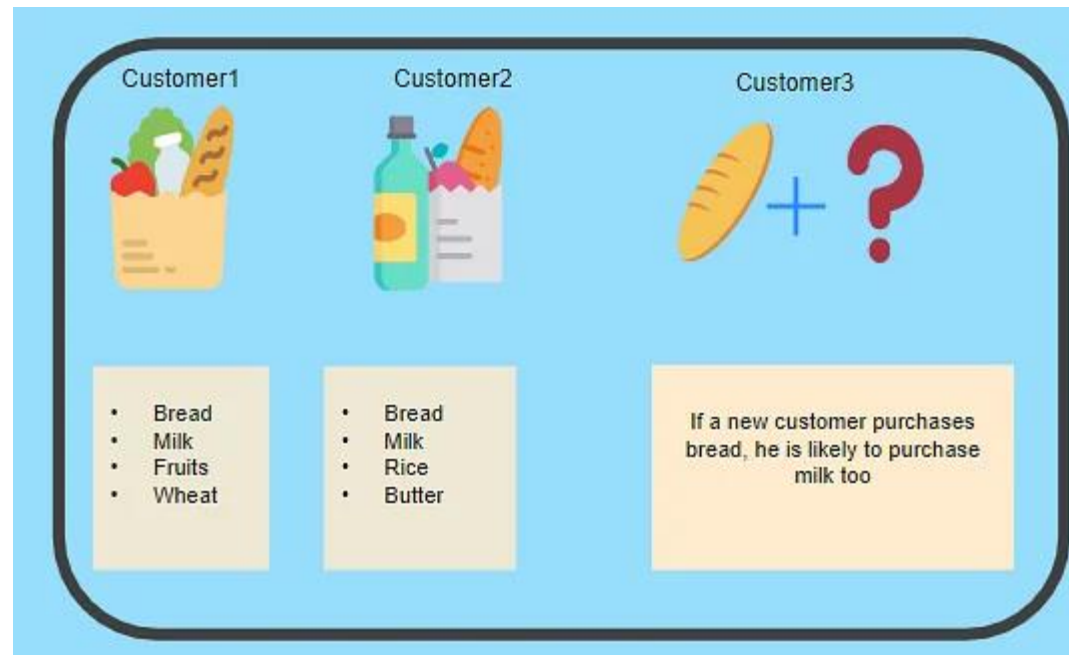 Customer1
Customer2
Customer3
• Bread
• Milk
• Fruits
• Wheat
• Bread
• Milk
• Rice
• Butter
If a new customer purchases
bread, he is likely to purchase
milk too